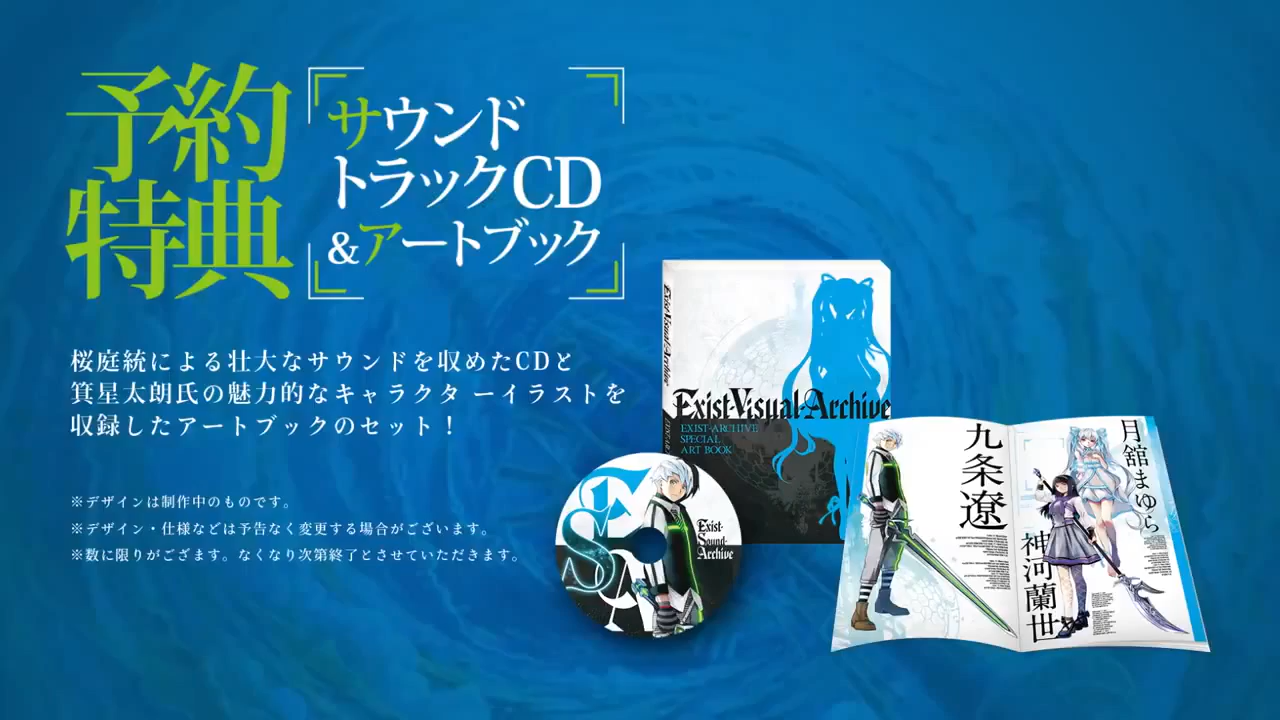 予約
特典
サウンド
トラックCD
&アートブック
桜庭統による壮大なサウンドを収めたCDと
箕星太朗氏の魅力的なキャラクターイラストを
収録したアートブックのセット！
※デザインは制作中のものです。
※デザイン・仕様などは予告なく変更する場合がございます。
※数に限りがござます。なくなり次第終了とさせていただきます。
Exist Visual Archive
Exist-Visual-Archive
EXIST-ARCHIVE
SPECIAL
ART BOOK
Exist-
Sound-
Archive
九条遼
月舘まゆら
神河蘭世